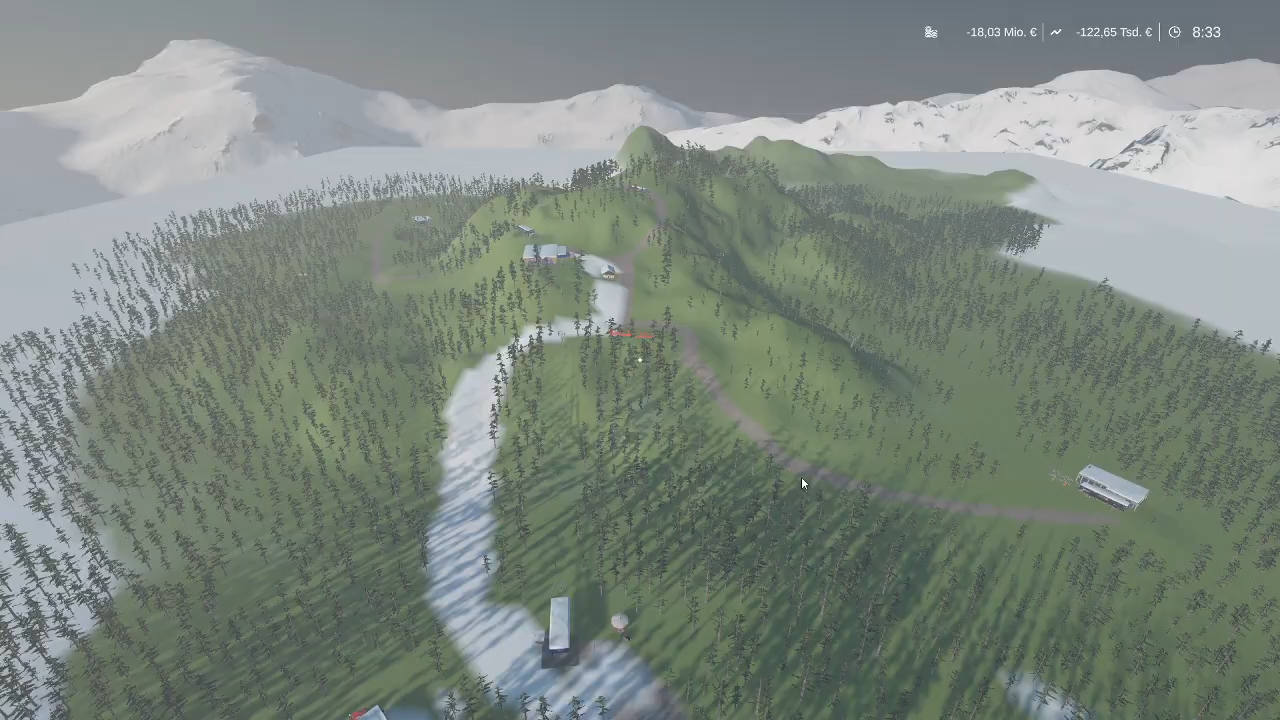 -18,03 Mio. € -122,65 Tsd. € 8:33